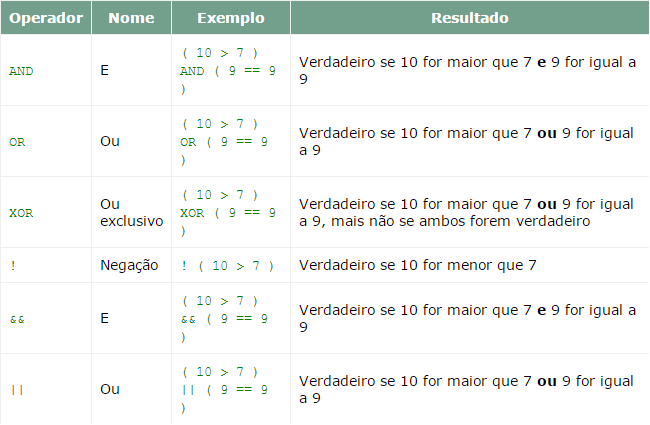 Operador Nome Exemplo Resultado
AND
E
( 10 > 7 )
AND ( 9 == 9
)
Verdadeiro se 10 for maior que 7 e 9 for igual a
9
OR
Ou
( 10 > 7 )
OR ( 9 == 9
)
Verdadeiro se 10 for maior que 7 ou 9 for igual
a 9
XOR
Ou
exclusivo
( 10 > 7 )
XOR ( 9 == 9
)
Verdadeiro se 10 for maior que 7 ou 9 for igual
a 9, mais não se ambos forem verdadeiro
!
Negação
! ( 10 > 7 )
Verdadeiro se 10 for menor que 7
&&
E
( 10 > 7 )
&& ( 9 == 9
)
Verdadeiro se 10 for maior que 7 e 9 for igual a
9
||
Ou
( 10 > 7 )
|| ( 9 == 9
)
Verdadeiro se 10 for maior que 7 ou 9 for igual
a 9